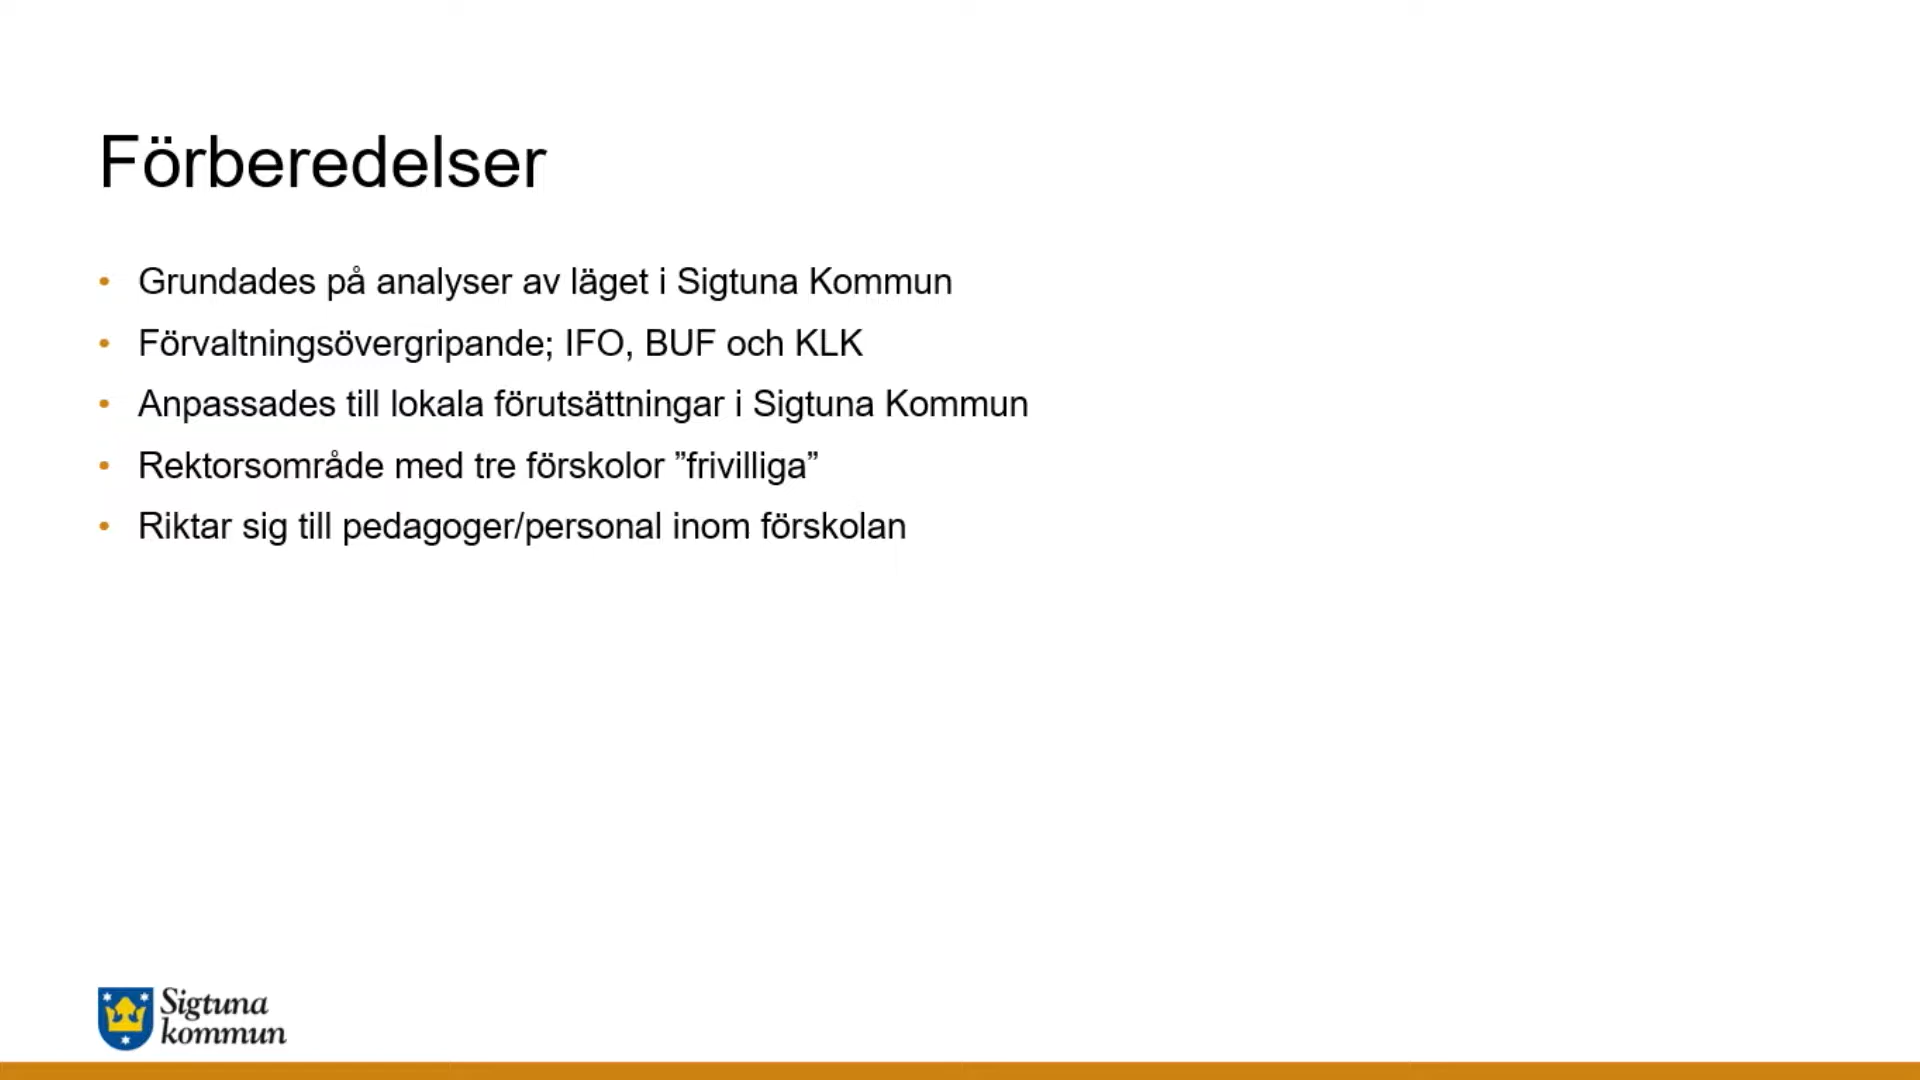 Förberedelser
• Grundades på analyser av läget i Sigtuna Kommun
• Förvaltningsövergripande; IFO, BUF och KLK
• Anpassades till lokala förutsättningar i Sigtuna Kommun
• Rektorsområde med tre förskolor ”frivilliga”
• Riktar sig till pedagoger/personal inom förskolan
Sigtuna
kommun